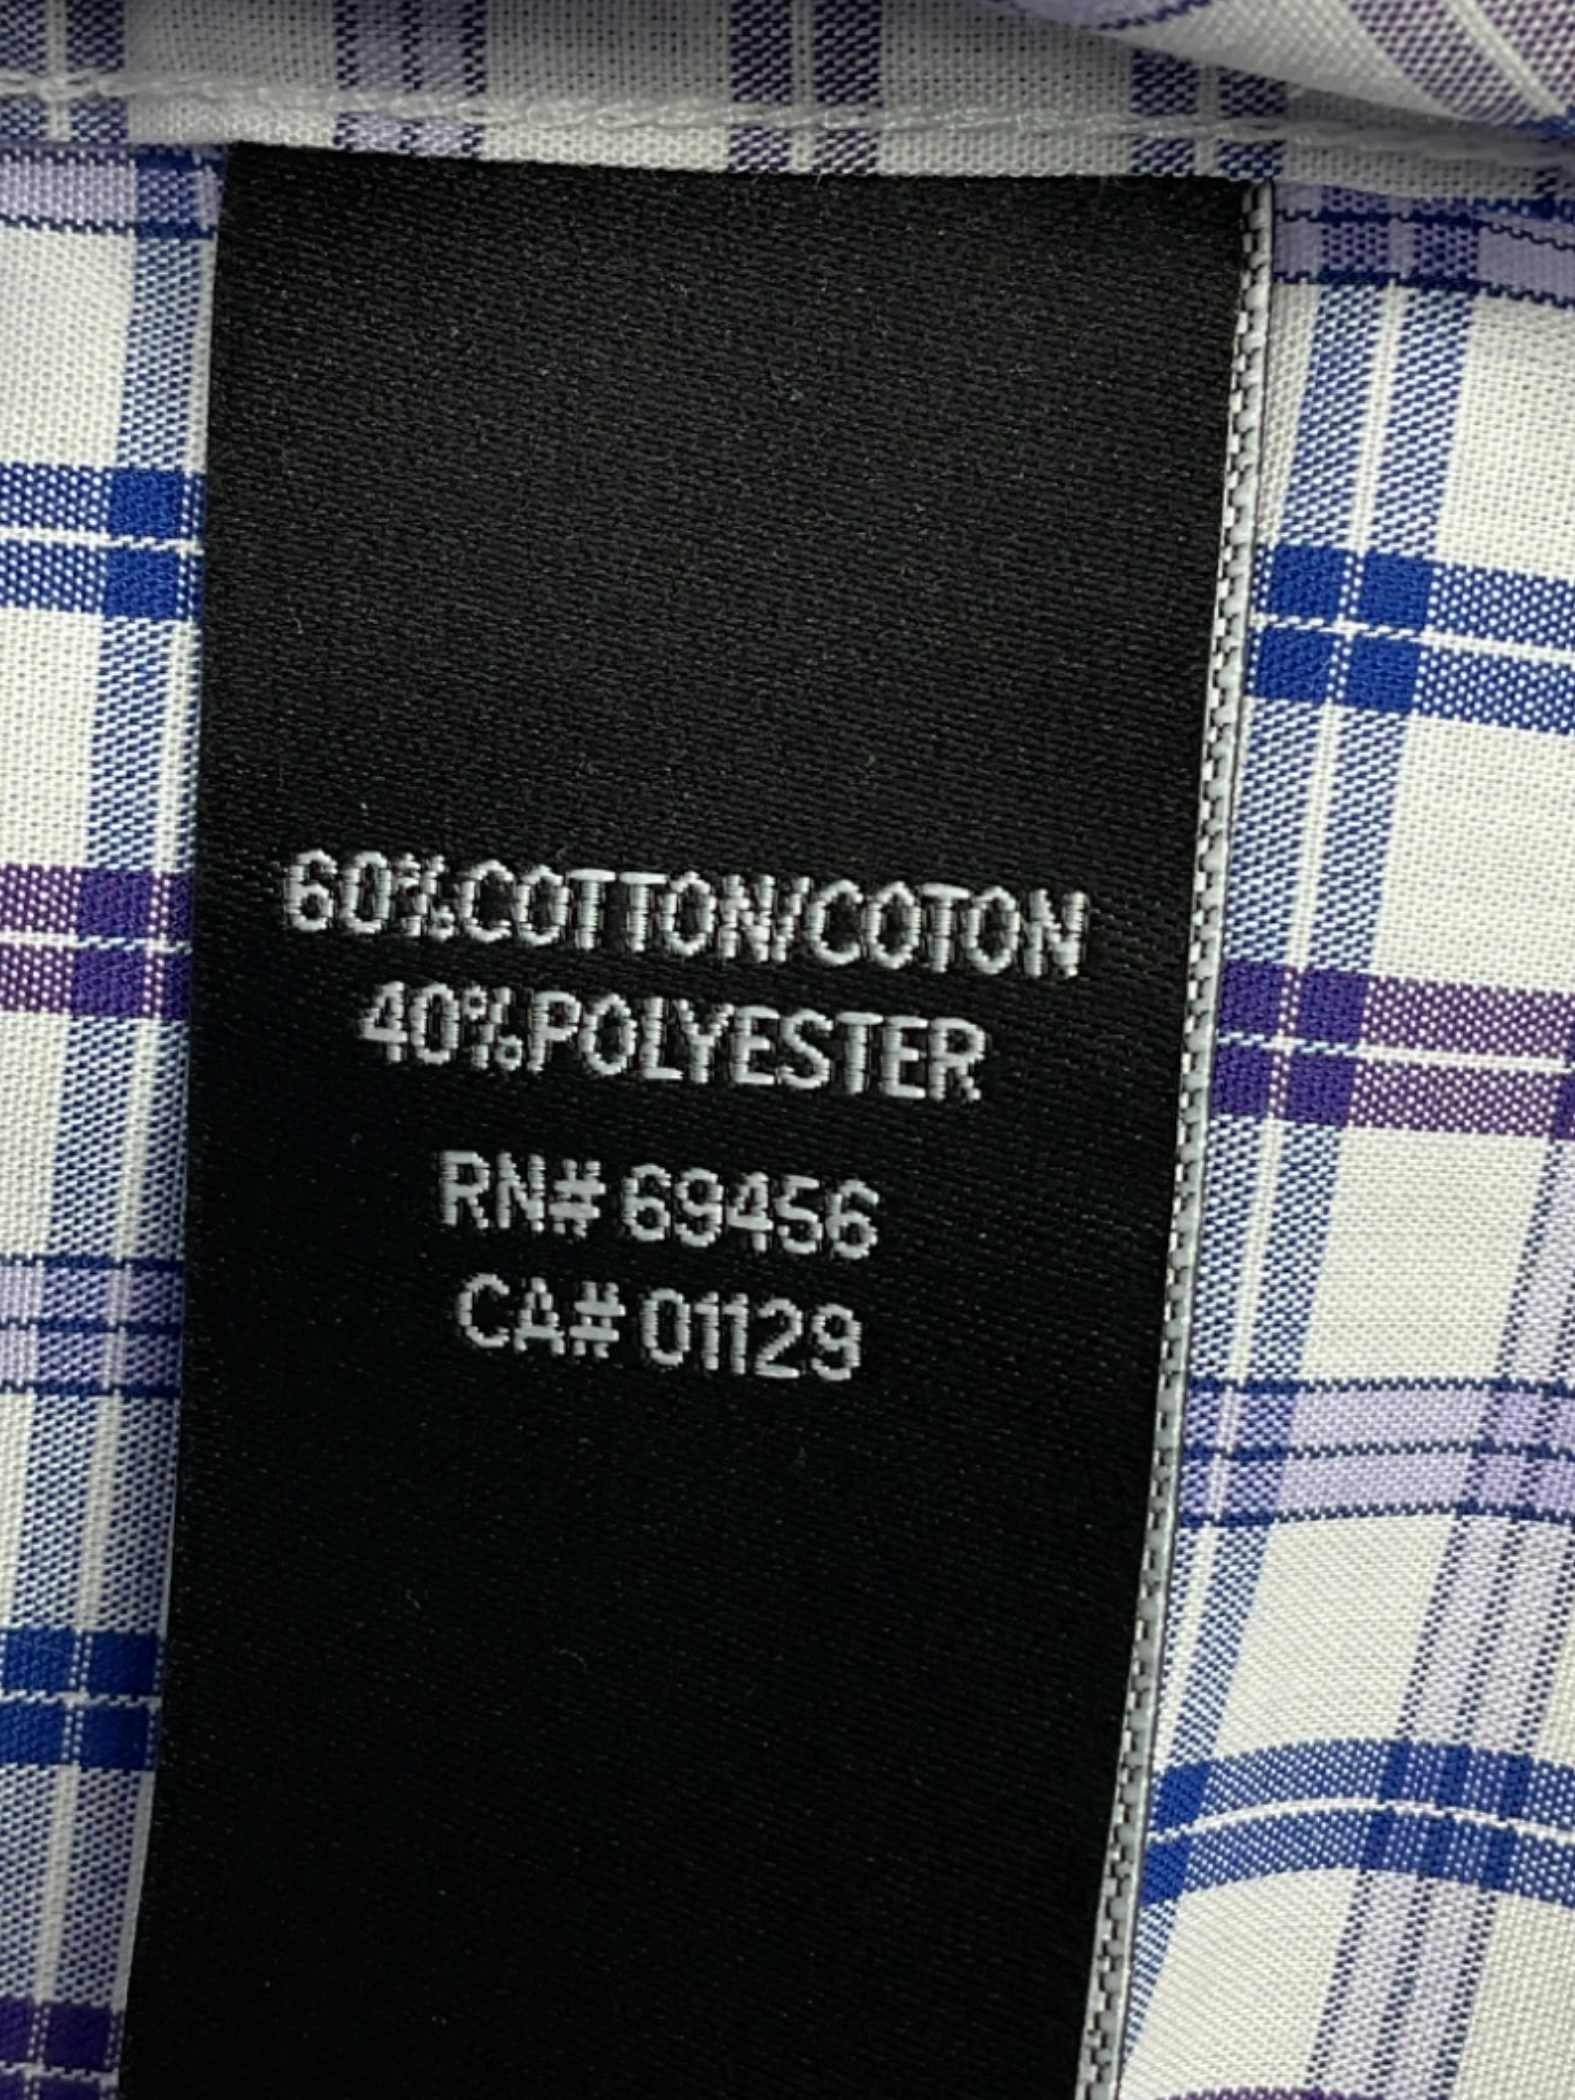 60%COTTON/COTON
40%POLYESTER
RN# 69456
CA# 01129